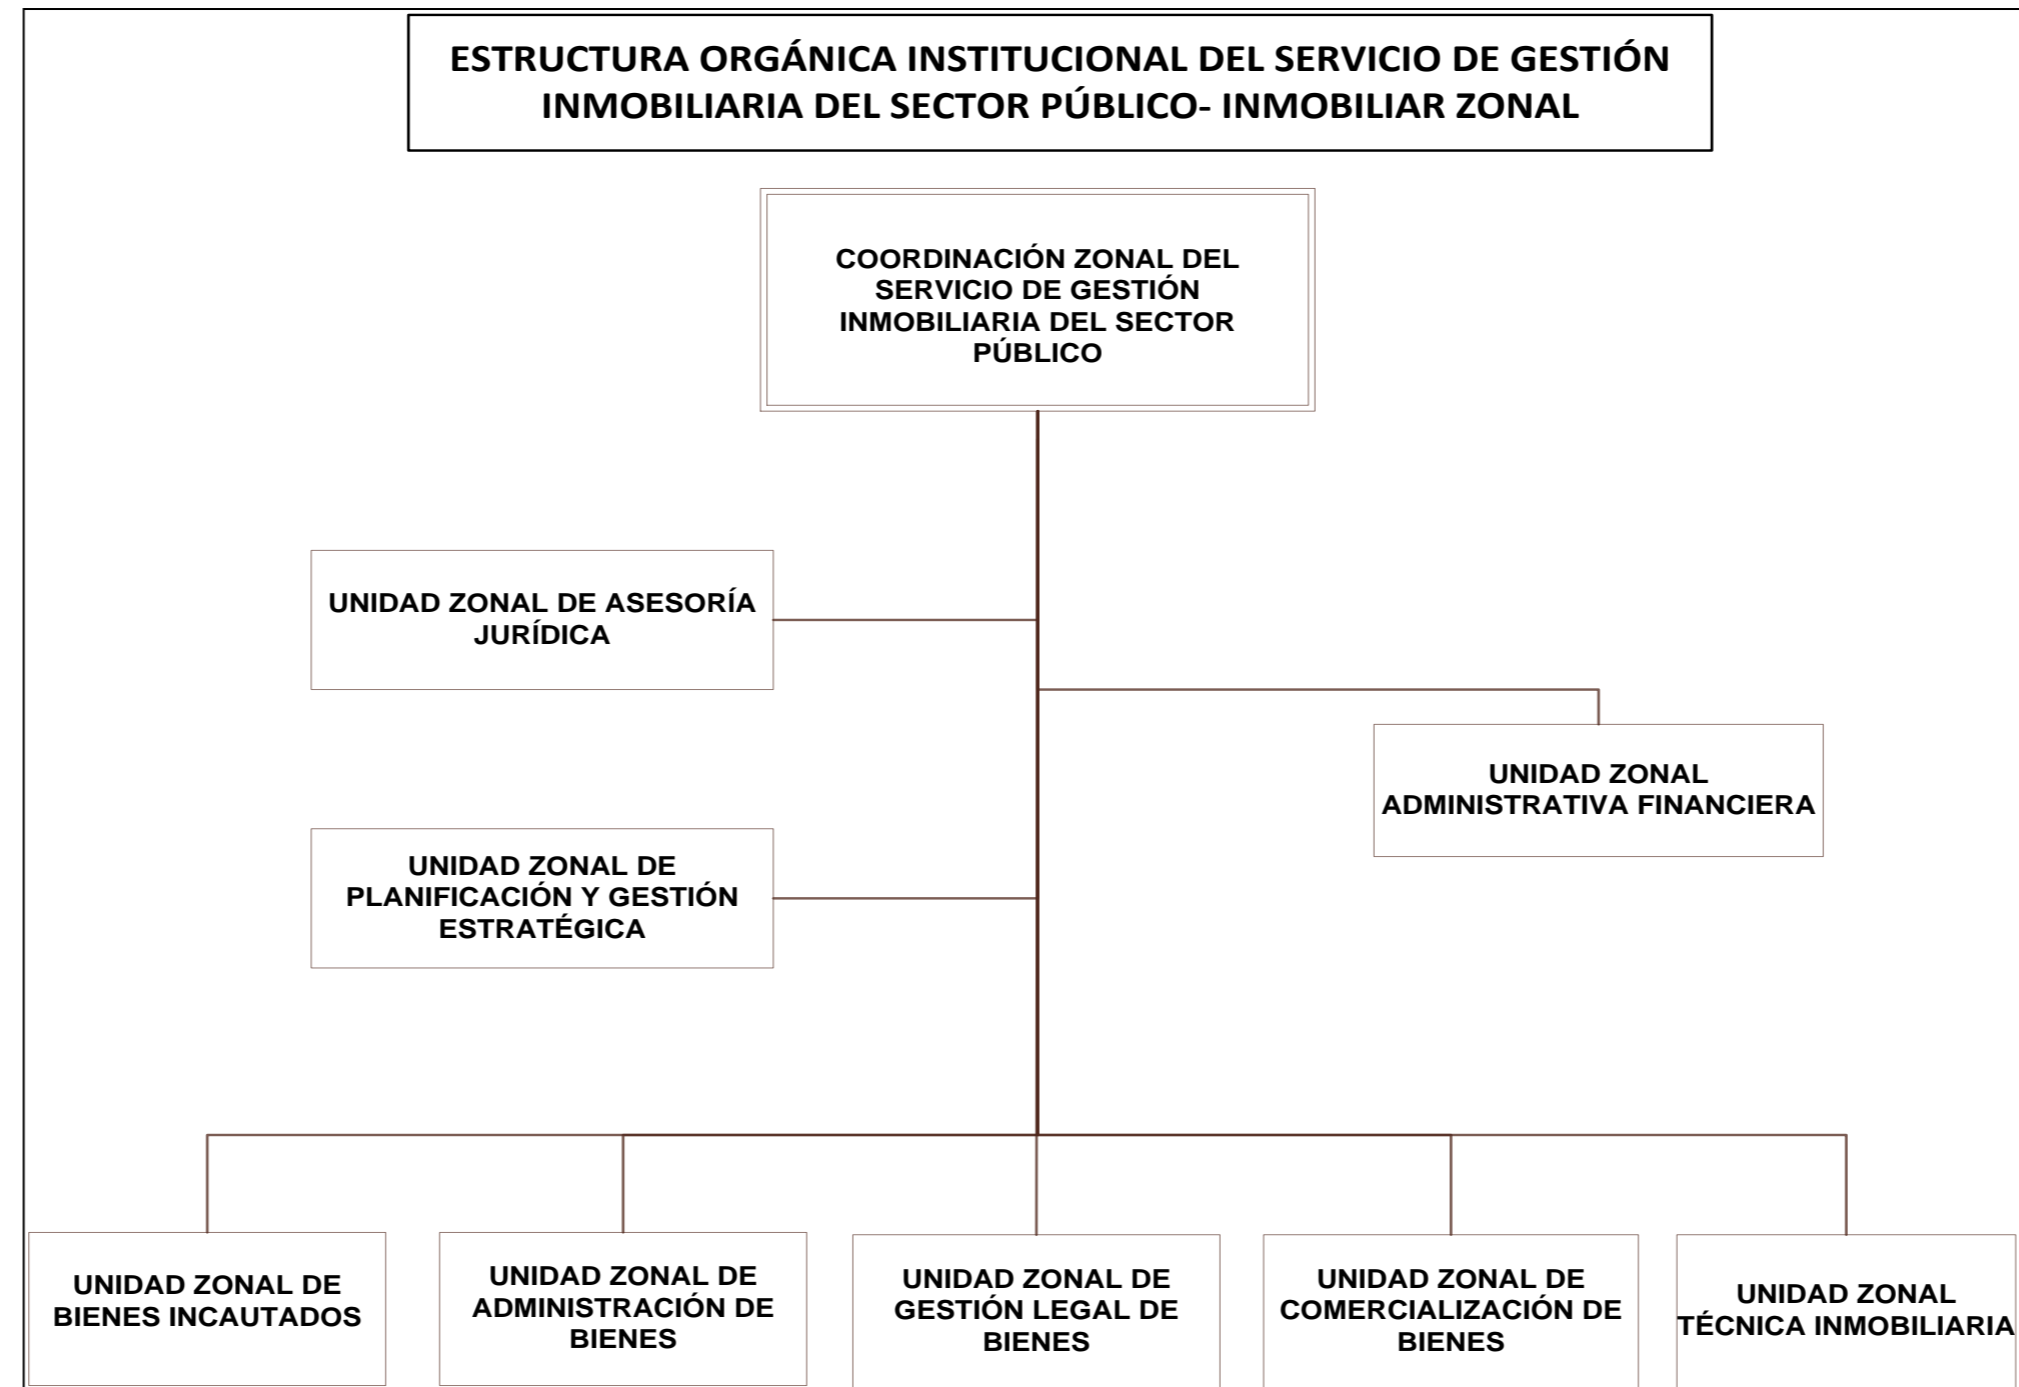 ESTRUCTURA ORGÁNICA INSTITUCIONAL DEL SERVICIO DE GESTIÓN
INMOBILIARIA DEL SECTOR PÚBLICO- INMOBILIAR ZONAL
COORDINACIÓN ZONAL DEL
SERVICIO DE GESTIÓN
INMOBILIARIA DEL SECTOR
PÚBLICO
UNIDAD ZONAL DE ASESORÍA
JURÍDICA
UNIDAD ZONAL
ADMINISTRATIVA FINANCIERA
UNIDAD ZONAL DE
PLANIFICACIÓN Y GESTIÓN
ESTRATÉGICA
UNIDAD ZONAL DE
BIENES INCAUTADOS
UNIDAD ZONAL DE
ADMINISTRACIÓN DE
BIENES
UNIDAD ZONAL DE
GESTIÓN LEGAL DE
BIENES
UNIDAD ZONAL DE
COMERCIALIZACIÓN DE
BIENES
UNIDAD ZONAL
TÉCNICA INMOBILIARIA